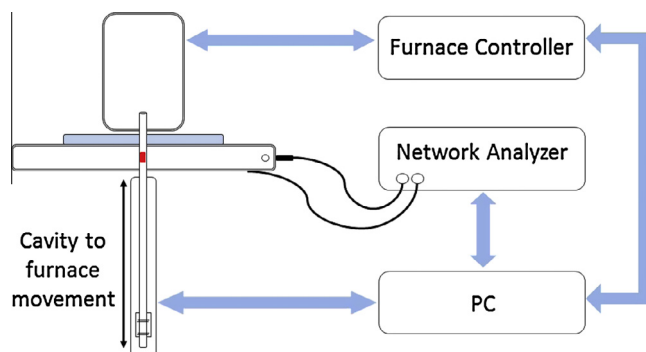 Furnace Controller
Network Analyzer
Cavity to
furnace
movement
PC